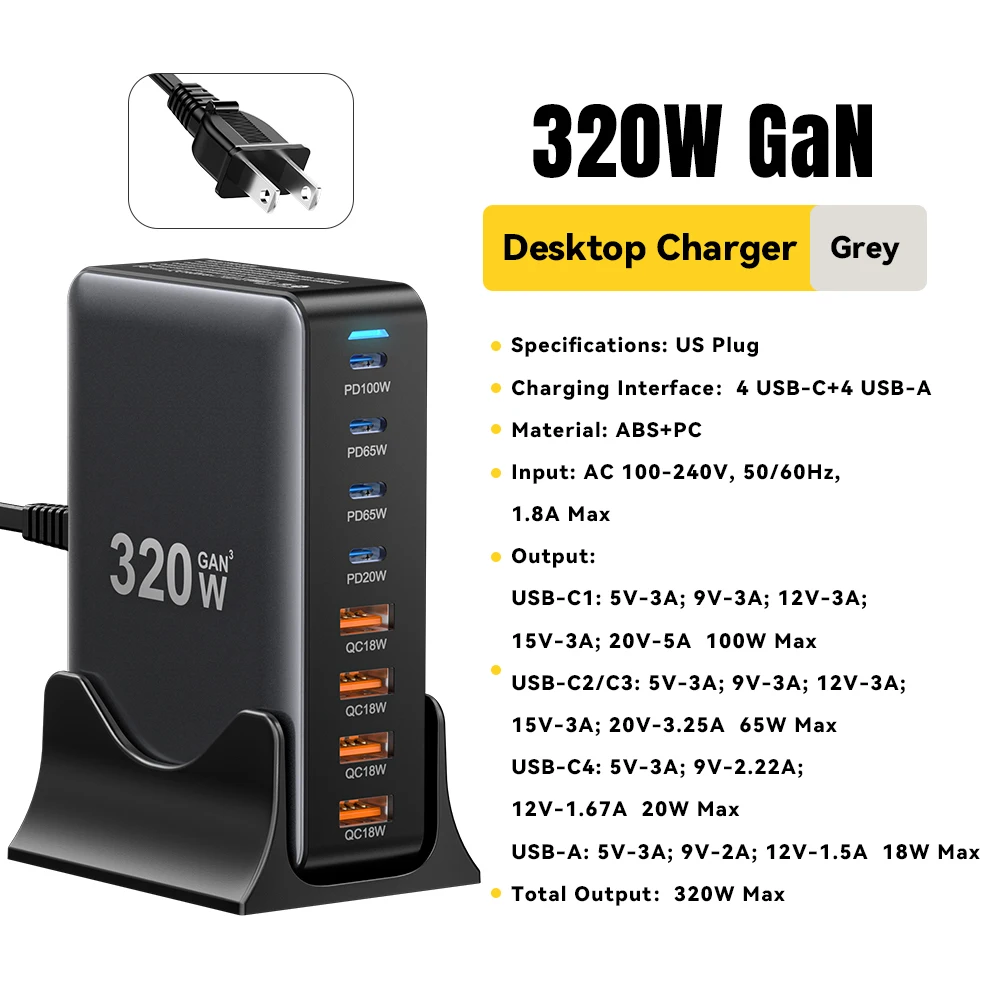 320W GaN
Desktop Charger
Grey
Specifications: US Plug
Charging Interface: 4 USB-C+4 USB-A
Material: ABS+PC
Input: AC 100-240V, 50/60Hz,
1.8A Max
Output:
USB-C1: 5V-3A; 9V-3A; 12V-3A;
15V-3A; 20V-5A 100W Max
USB-C2/C3: 5V-3A; 9V-3A; 12V-3A;
15V-3A; 20V-3.25A 65W Max
USB-C4: 5V-3A; 9V-2.22A;
12V-1.67A 20W Max
USB-A: 5V-3A; 9V-2A; 12V-1.5A 18W Max
Total Output: 320W Max
320W GAN³
PD100W
PD65W
PD65W
PD20W
QC18W
QC18W
QC18W
QC18W